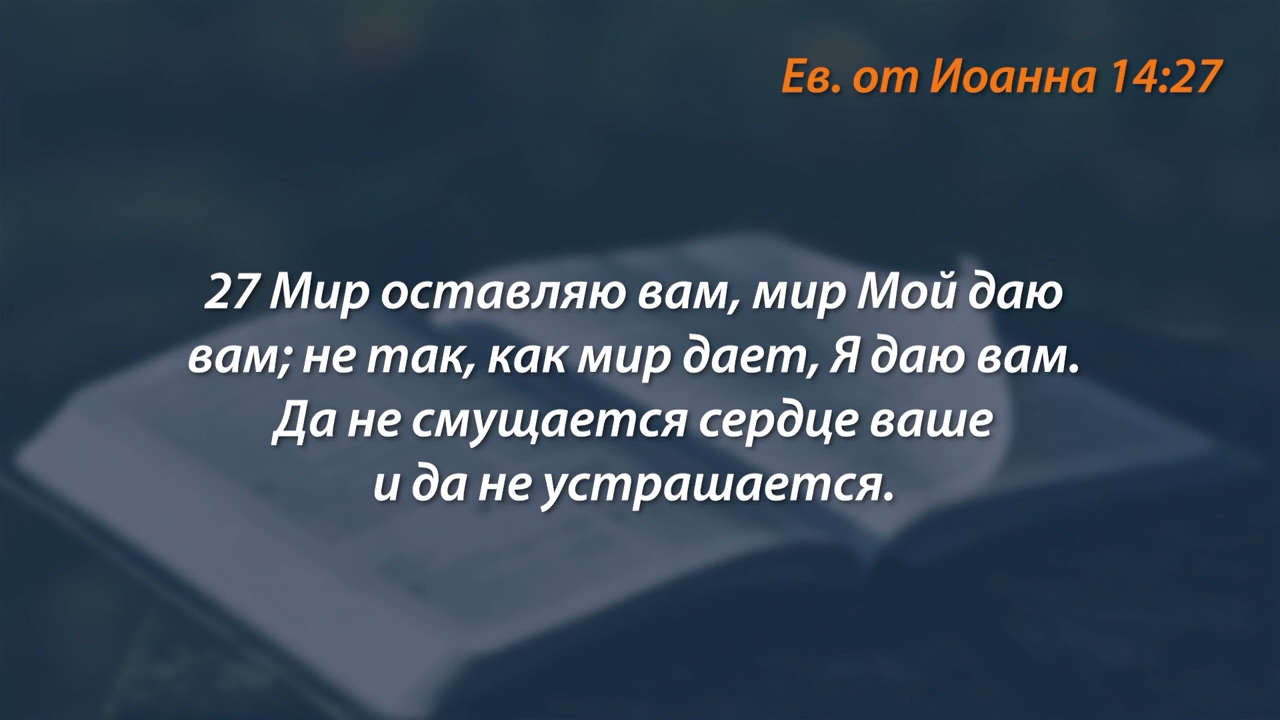 Ев. от Иоанна 14:27
27 Мир оставляю вам, мир Мой даю
вам; не так, как мир дает, Я даю вам.
Да не смущается сердце ваше
и да не устрашается.